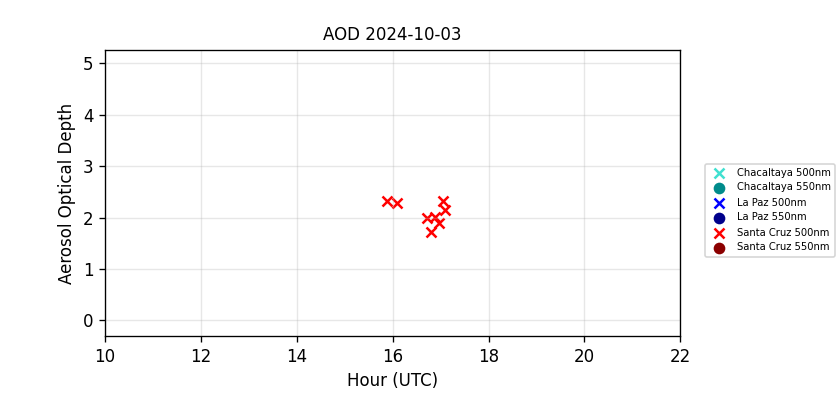 AOD 2024-10-03
Aerosol Optical Depth
5
4
3
2
1
0
10 12 14 16 18 20 22
Hour (UTC)
Chacaltaya 500nm
Chacaltaya 550nm
La Paz 500nm
La Paz 550nm
Santa Cruz 500nm
Santa Cruz 550nm